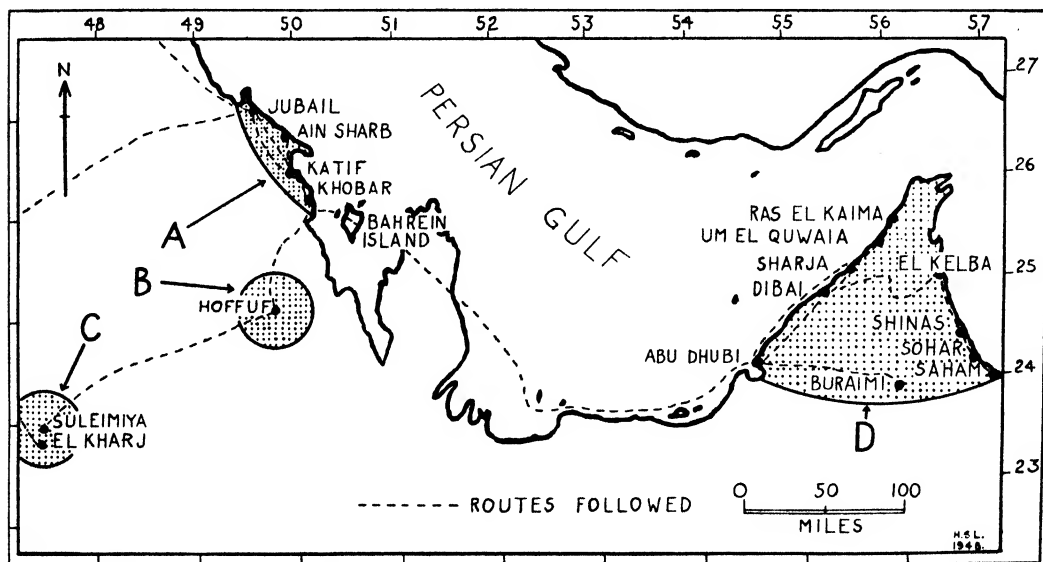 48 49 50 51 52 53 54 55 56 57
N
27
JUBAIL
AIN SHARB
KATIF
KHOBAR
BAHREIN
ISLAND
PERSIAN GULF
26
A
RAS EL KAIMA
UM EL QUWAIA
SHARJA
DIBAI
EL KELBA
25
B
HOFFUF
SHINAS
SOHAR
SAHAM
C
ABU DHUBI
BURAIMI
24
D
SULEIMIYA
EL KHARJ
23
ROUTES FOLLOWED
0 50 100
MILES
H.S.L.
1948.